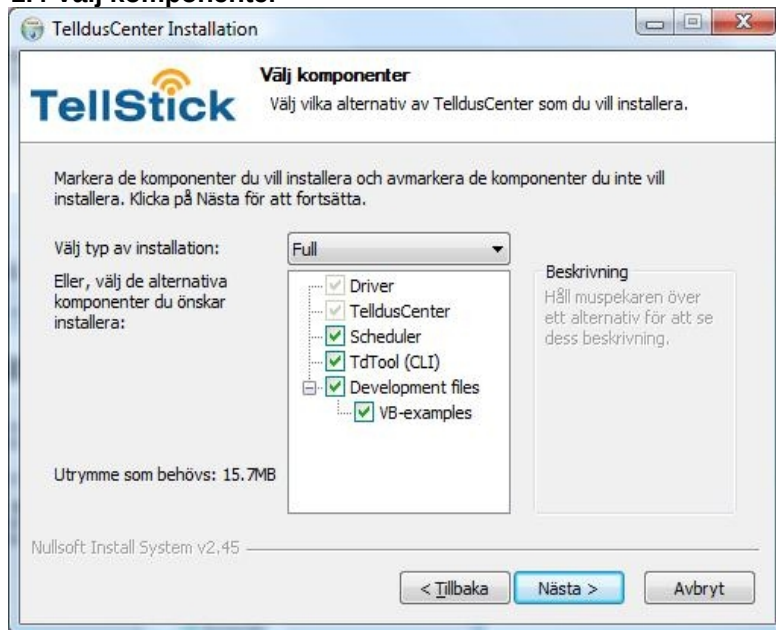 TelldusCenter Installation
TellStick
Välj komponenter
Välj vilka alternativ av TelldusCenter som du vill installera.
Markera de komponenter du vill installera och avmarkera de komponenter du inte vill
installera. Klicka på Nästa för att fortsätta.
Välj typ av installation:
Full
Eller, välj de alternativa
komponenter du önskar
installera:
Driver
TelldusCenter
Scheduler
TdTool (CLI)
Development files
VB-examples
Beskrivning
Håll muspekaren över
ett alternativ för att se
dess beskrivning.
Utrymme som behövs: 15.7MB
Nullsoft Install System v2.45
< Tillbaka
Nästa >
Avbryt